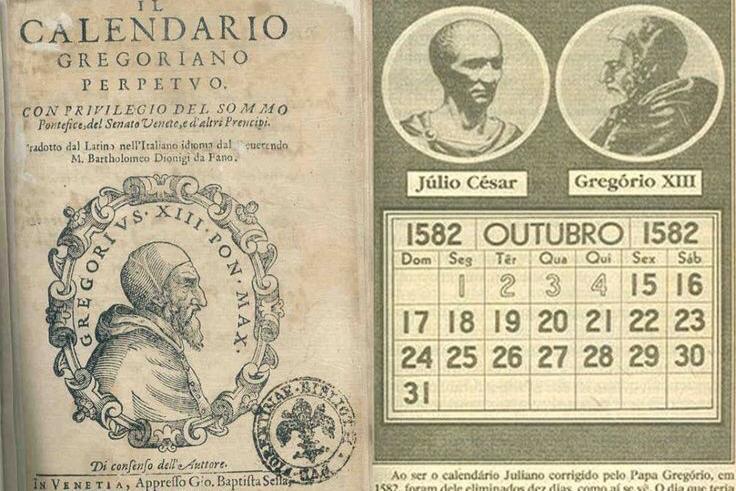 IL
CALENDARIO
GREGORIANO
PERPETVO.
CON PRIVILEGIO DEL SOMMO
Pontefice, del Senato Veneto, e d'altri Prencipi.
Tradotto dal Latino nell'Italiano idioma dal Reuerendo
M. Bartholomeo Dionigi da Fano.
GREGORIVS · XIII · PON · MAX ·
Di consenso dell'Auttore.
IN VENETIA, Appresso Gio. Baptista Sessa,
Júlio César
Gregório XIII
1582 OUTUBRO 1582
Dom Seg Têr Qua Qui Sex Sáb
1 2 3 4 15 16
17 18 19 20 21 22 23
24 25 26 27 28 29 30
31
Ao ser o calendário Juliano corrigido pelo Papa Gregório, em
1582, foram dele eliminados dez dias, como aí se vê. O dia que teria